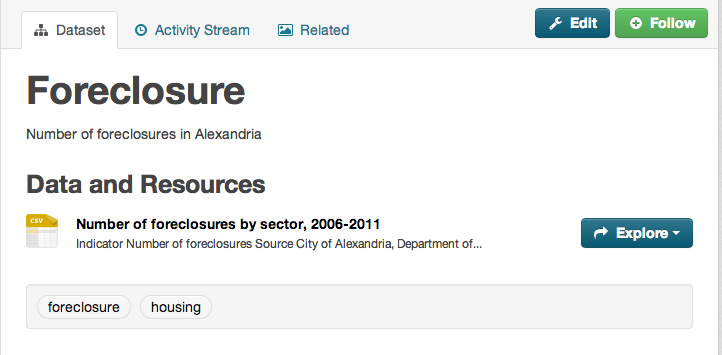 Dataset Activity Stream Related Edit Follow
Foreclosure
Number of foreclosures in Alexandria
Data and Resources
CSV
Number of foreclosures by sector, 2006-2011
Indicator Number of foreclosures Source City of Alexandria, Department of...
Explore
foreclosure housing